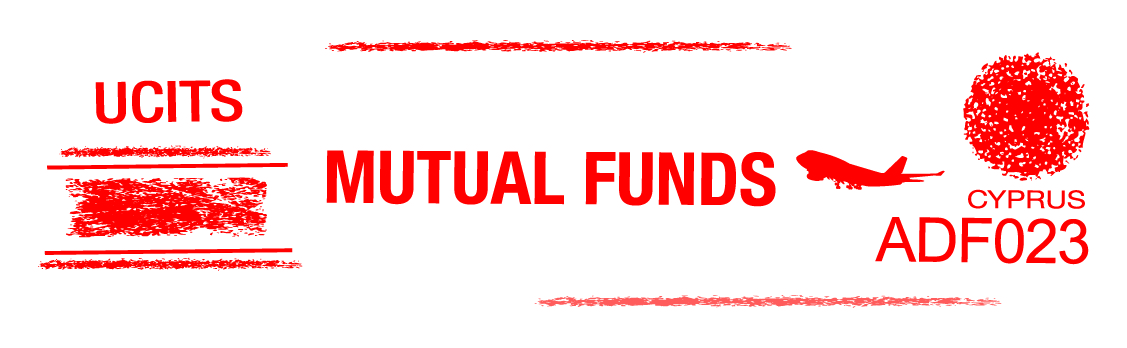 UCITS
MUTUAL FUNDS
CYPRUS
ADF023